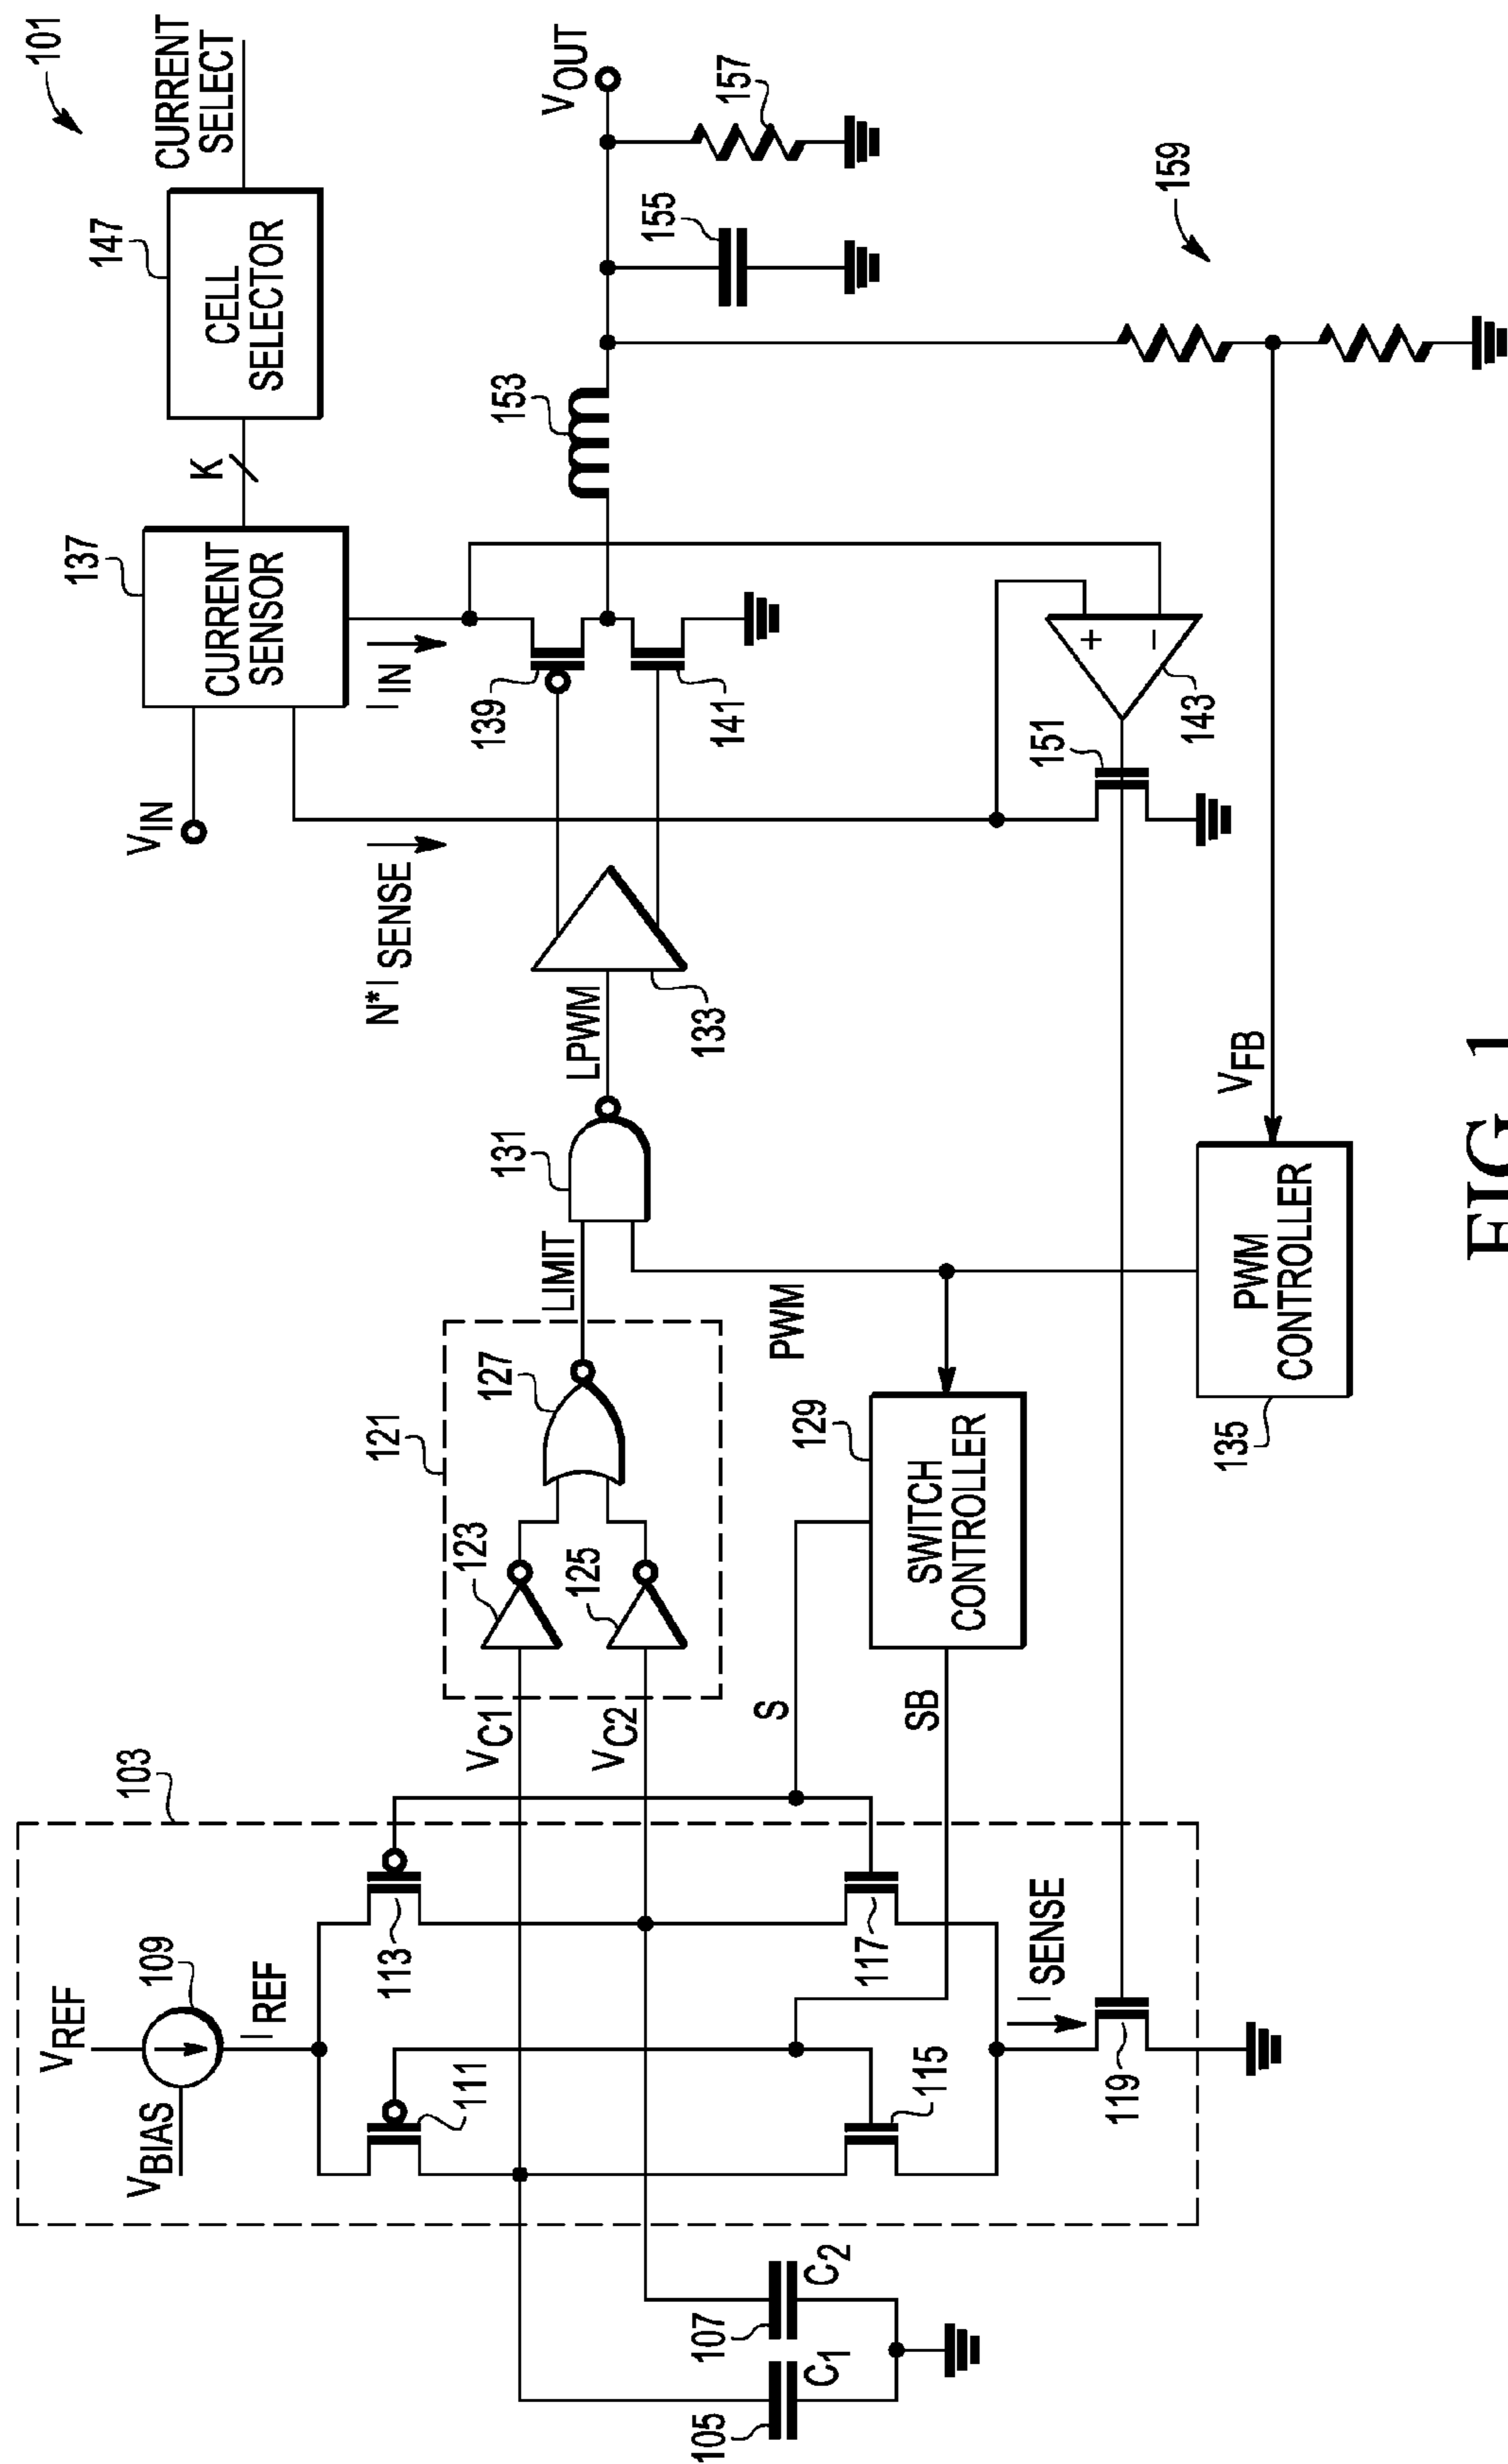 101
CURRENT
SELECT
147
CELL
SELECTOR
K
137
CURRENT
SENSOR
VIN
IIN
N*ISENSE
139
141
153
VOUT
155
157
159
143
+
−
151
133
LPWM
131
LIMIT
121
127
123
125
VC1
VC2
PWM
129
SWITCH
CONTROLLER
S
SB
VFB
PWM
CONTROLLER
135
103
VREF
109
VBIAS
IREF
113
111
117
115
ISENSE
119
107
C2
105
C1
FIG. 1